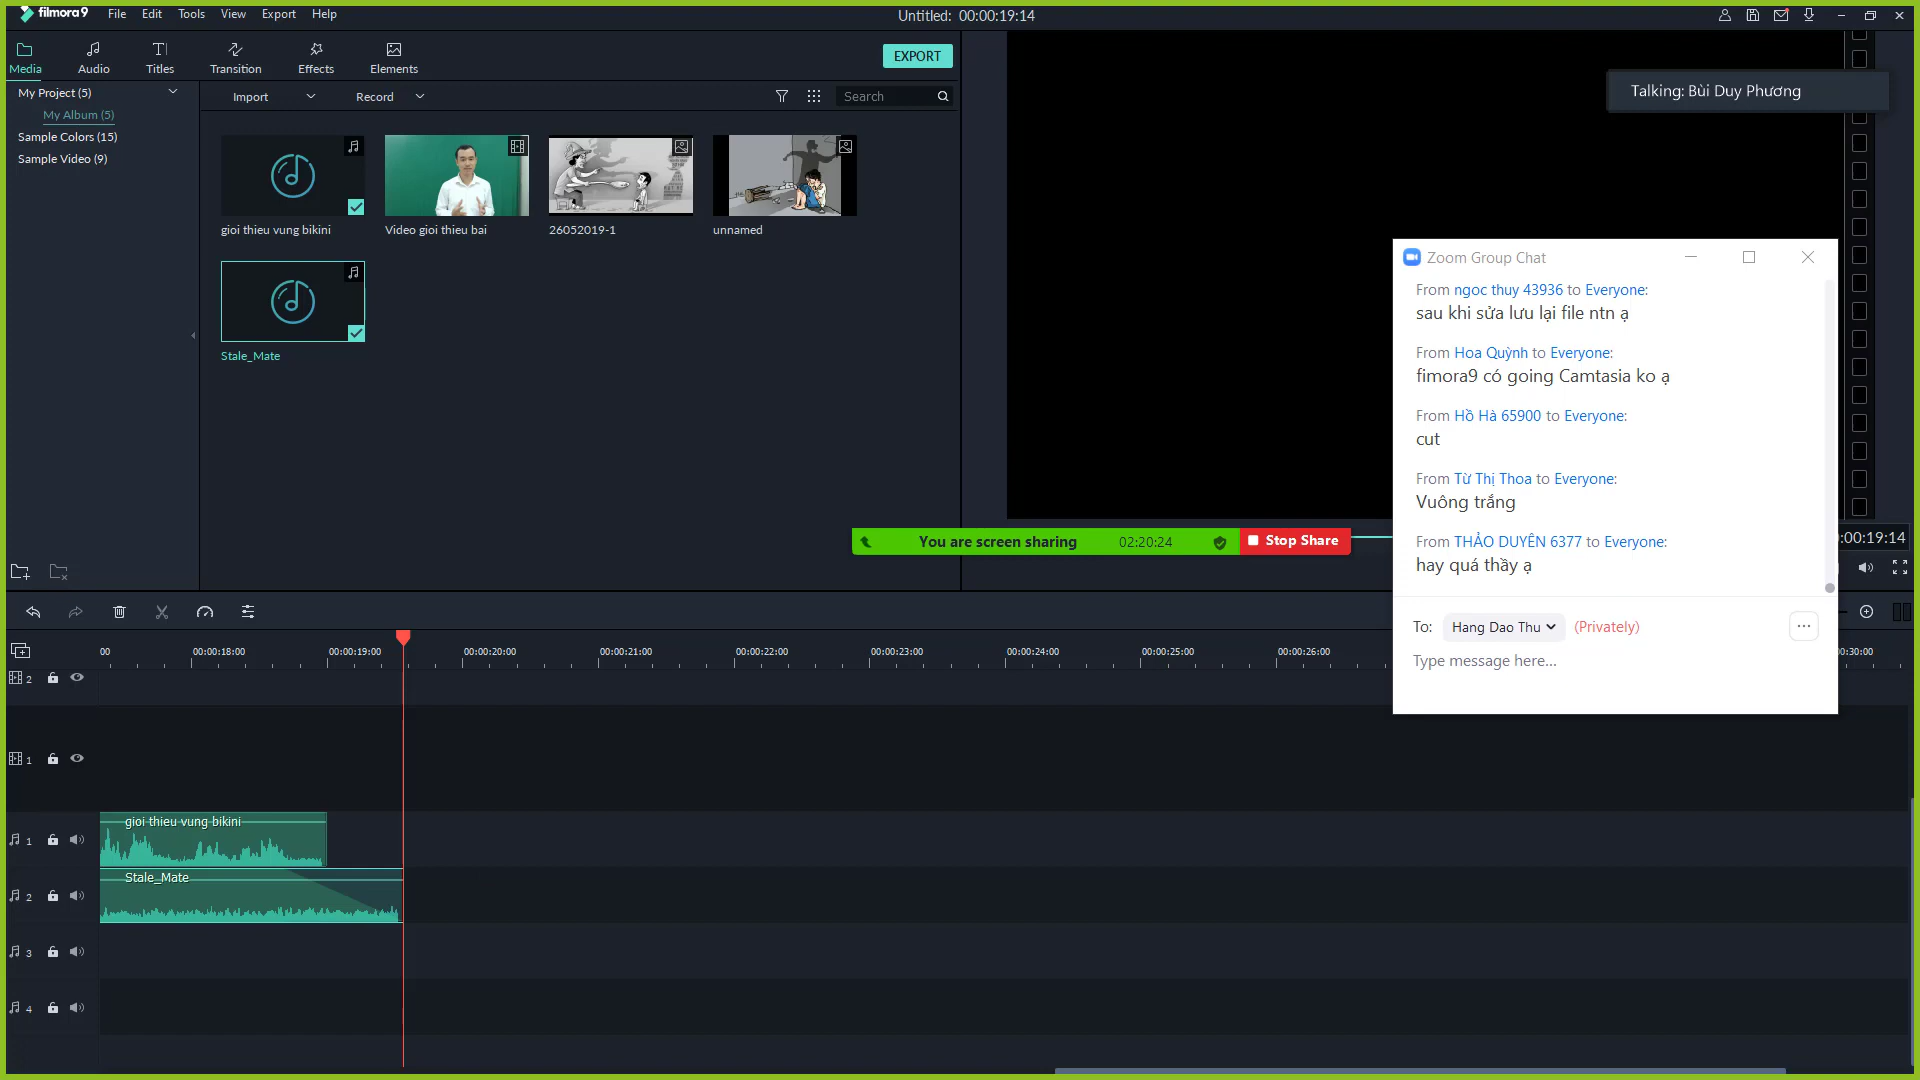 filmora9
File Edit Tools View Export Help
Untitled: 00:00:19:14
Media Audio Titles Transition Effects Elements
EXPORT
Talking: Bùi Duy Phương
My Project (5)
My Album (5)
Sample Colors (15)
Sample Video (9)
Import Record Search
gioi thieu vung bikini Video gioi thieu bai 26052019-1 unnamed
Stale_Mate
Zoom Group Chat
From ngoc thuy 43936 to Everyone:
sau khi sửa lưu lại file ntn ạ
From Hoa Quỳnh to Everyone:
fimora9 có going Camtasia ko ạ
From Hồ Hà 65900 to Everyone:
cut
From Từ Thị Thoa to Everyone:
Vuông trắng
From THẢO DUYÊN 6377 to Everyone:
hay quá thầy ạ
To: Hang Dao Thu (Privately)
Type message here...
You are screen sharing 02:20:24 Stop Share
:00:19:14
00 00:00:18:00 00:00:19:00 00:00:20:00 00:00:21:00 00:00:22:00 00:00:23:00 00:00:24:00 00:00:25:00 00:00:26:00 0:30:00
2
1
1 gioi thieu vung bikini
2 Stale_Mate
3
4